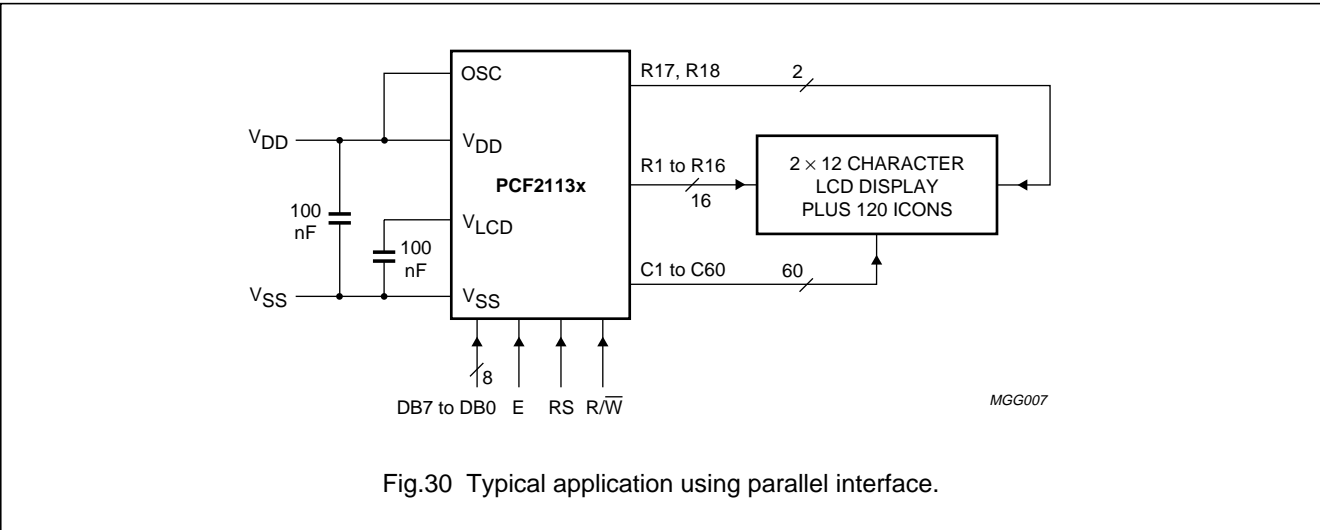 OSC
R17, R18
2
VDD
VDD
2 × 12 CHARACTER
LCD DISPLAY
PLUS 120 ICONS
R1 to R16
16
PCF2113x
100
nF
VLCD
100
nF
C1 to C60
60
VSS
VSS
8
DB7 to DB0
E
RS
R/W̅
MGG007
Fig.30 Typical application using parallel interface.